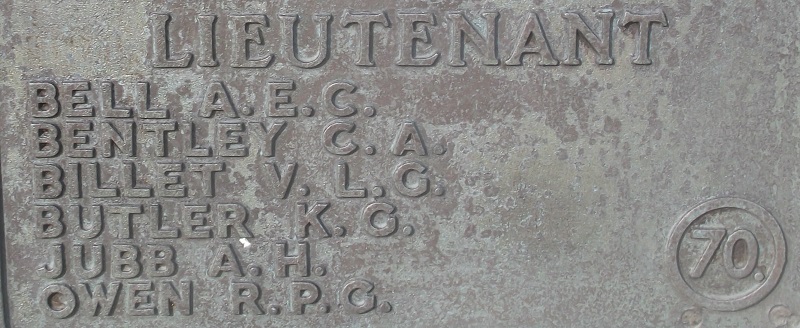 LIEUTENANT
BELL A.E.C.
BENTLEY C.A.
BILLET V.L.G.
BUTLER K.G.
JUBB A.H.
OWEN R.P.G.
70.